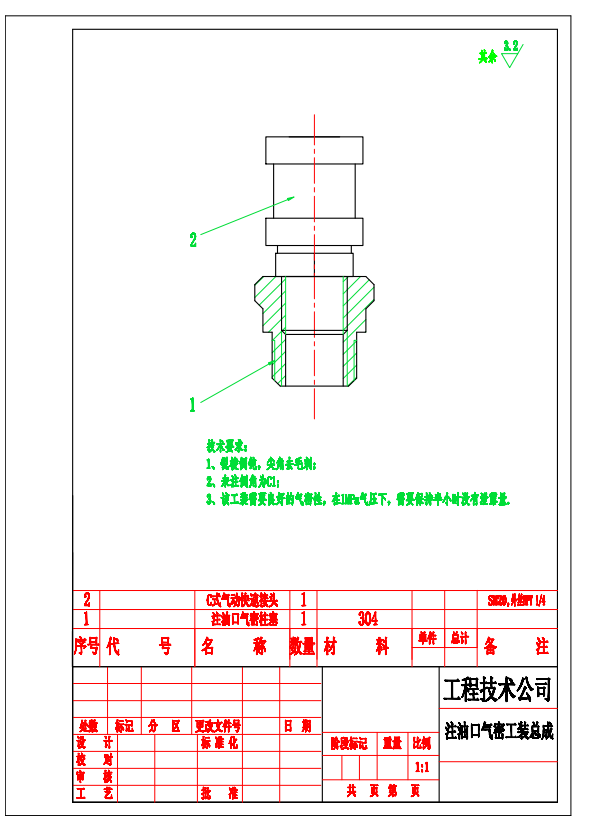 其余 3.2
2
1
技术要求:
1、锐棱倒钝，尖角去毛刺;
2、未注倒角为C1;
3、该工装需要良好的气密性，在1MPa气压下，需要保持半小时没有泄露量.
2 C式气动快速接头 1
1 注油口气密柱塞 1 304
序号 代 号 名 称 数量 材 料 单件 总计 备 注
工程技术公司
处数 标记 分 区 更改文件号 日 期
注油口气密工装总成
设 计 标 准 化 阶段标记 重量 比例
校 对
审 核 1:1
工 艺 批 准 共 页 第 页